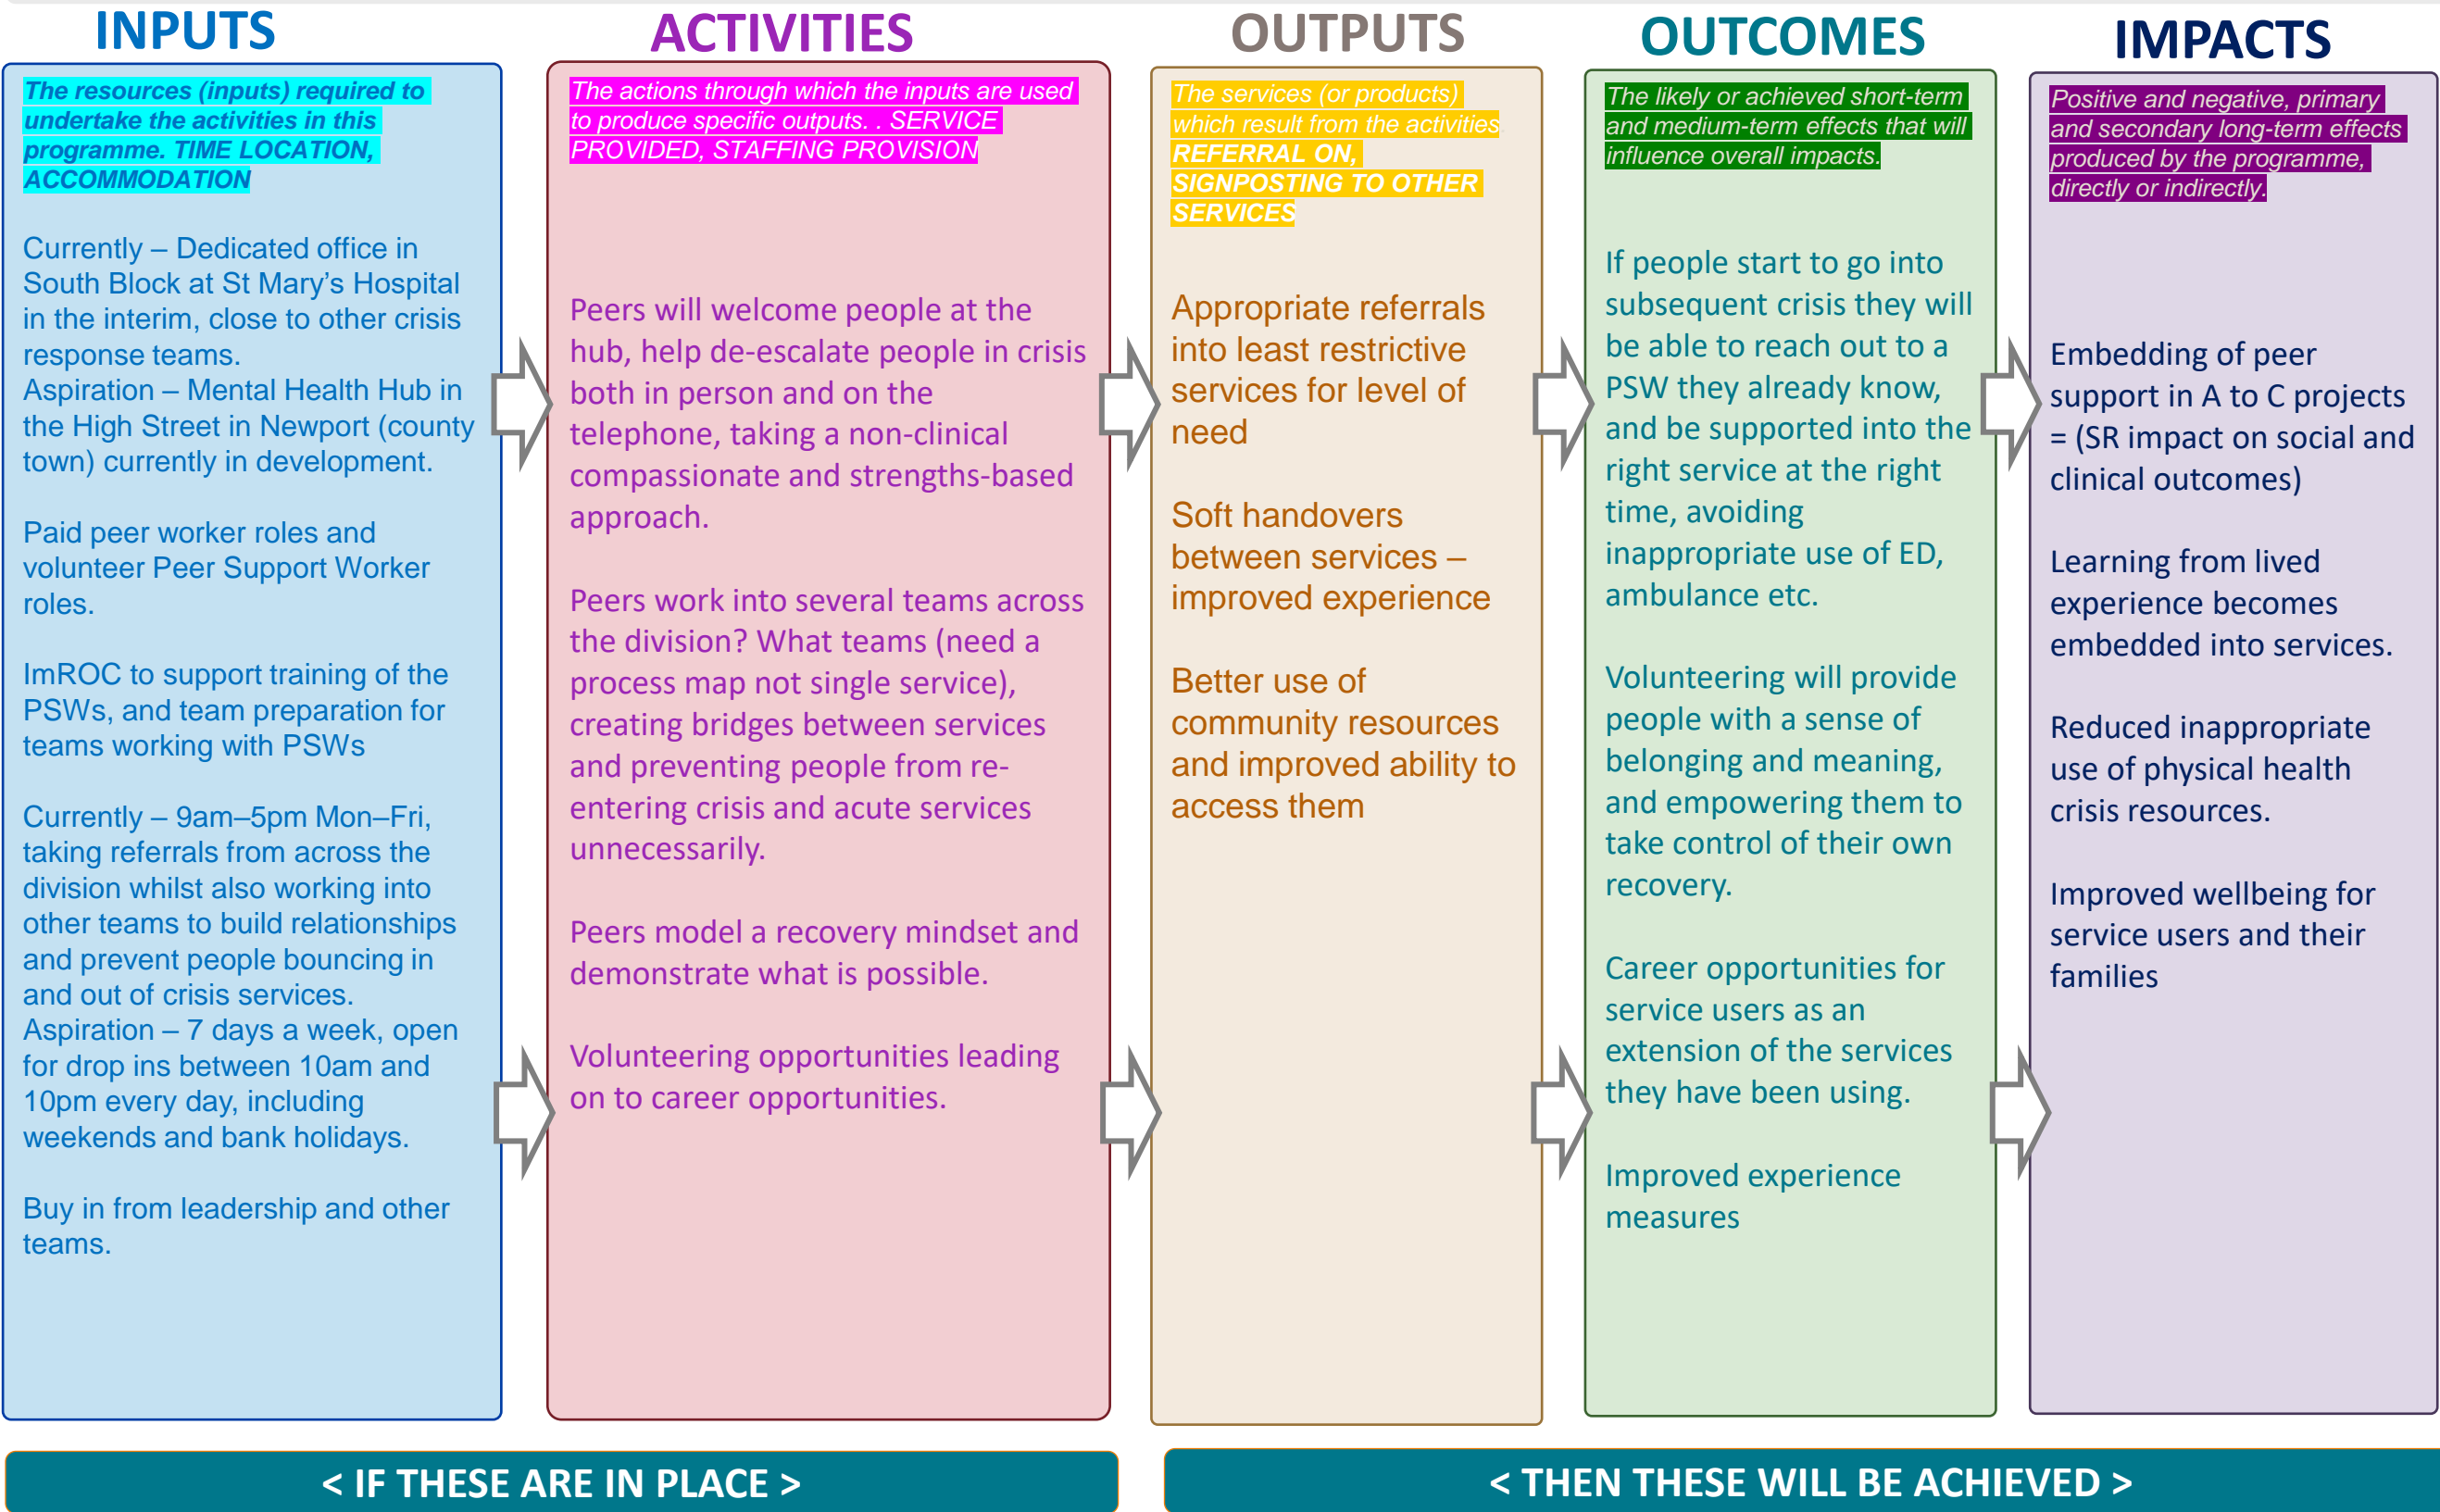 INPUTS
The resources (inputs) required to
undertake the activities in this
programme. TIME LOCATION,
ACCOMMODATION
Currently – Dedicated office in
South Block at St Mary’s Hospital
in the interim, close to other crisis
response teams.
Aspiration – Mental Health Hub in
the High Street in Newport (county
town) currently in development.
Paid peer worker roles and
volunteer Peer Support Worker
roles.
ImROC to support training of the
PSWs, and team preparation for
teams working with PSWs
Currently – 9am–5pm Mon–Fri,
taking referrals from across the
division whilst also working into
other teams to build relationships
and prevent people bouncing in
and out of crisis services.
Aspiration – 7 days a week, open
for drop ins between 10am and
10pm every day, including
weekends and bank holidays.
Buy in from leadership and other
teams.
ACTIVITIES
The actions through which the inputs are used
to produce specific outputs. . SERVICE
PROVIDED, STAFFING PROVISION
Peers will welcome people at the
hub, help de-escalate people in crisis
both in person and on the
telephone, taking a non-clinical
compassionate and strengths-based
approach.
Peers work into several teams across
the division? What teams (need a
process map not single service),
creating bridges between services
and preventing people from re-
entering crisis and acute services
unnecessarily.
Peers model a recovery mindset and
demonstrate what is possible.
Volunteering opportunities leading
on to career opportunities.
OUTPUTS
The services (or products)
which result from the activities
REFERRAL ON,
SIGNPOSTING TO OTHER
SERVICES
Appropriate referrals
into least restrictive
services for level of
need
Soft handovers
between services –
improved experience
Better use of
community resources
and improved ability to
access them
OUTCOMES
The likely or achieved short-term
and medium-term effects that will
influence overall impacts.
If people start to go into
subsequent crisis they will
be able to reach out to a
PSW they already know,
and be supported into the
right service at the right
time, avoiding
inappropriate use of ED,
ambulance etc.
Volunteering will provide
people with a sense of
belonging and meaning,
and empowering them to
take control of their own
recovery.
Career opportunities for
service users as an
extension of the services
they have been using.
Improved experience
measures
IMPACTS
Positive and negative, primary
and secondary long-term effects
produced by the programme,
directly or indirectly.
Embedding of peer
support in A to C projects
= (SR impact on social and
clinical outcomes)
Learning from lived
experience becomes
embedded into services.
Reduced inappropriate
use of physical health
crisis resources.
Improved wellbeing for
service users and their
families
< IF THESE ARE IN PLACE >
< THEN THESE WILL BE ACHIEVED >